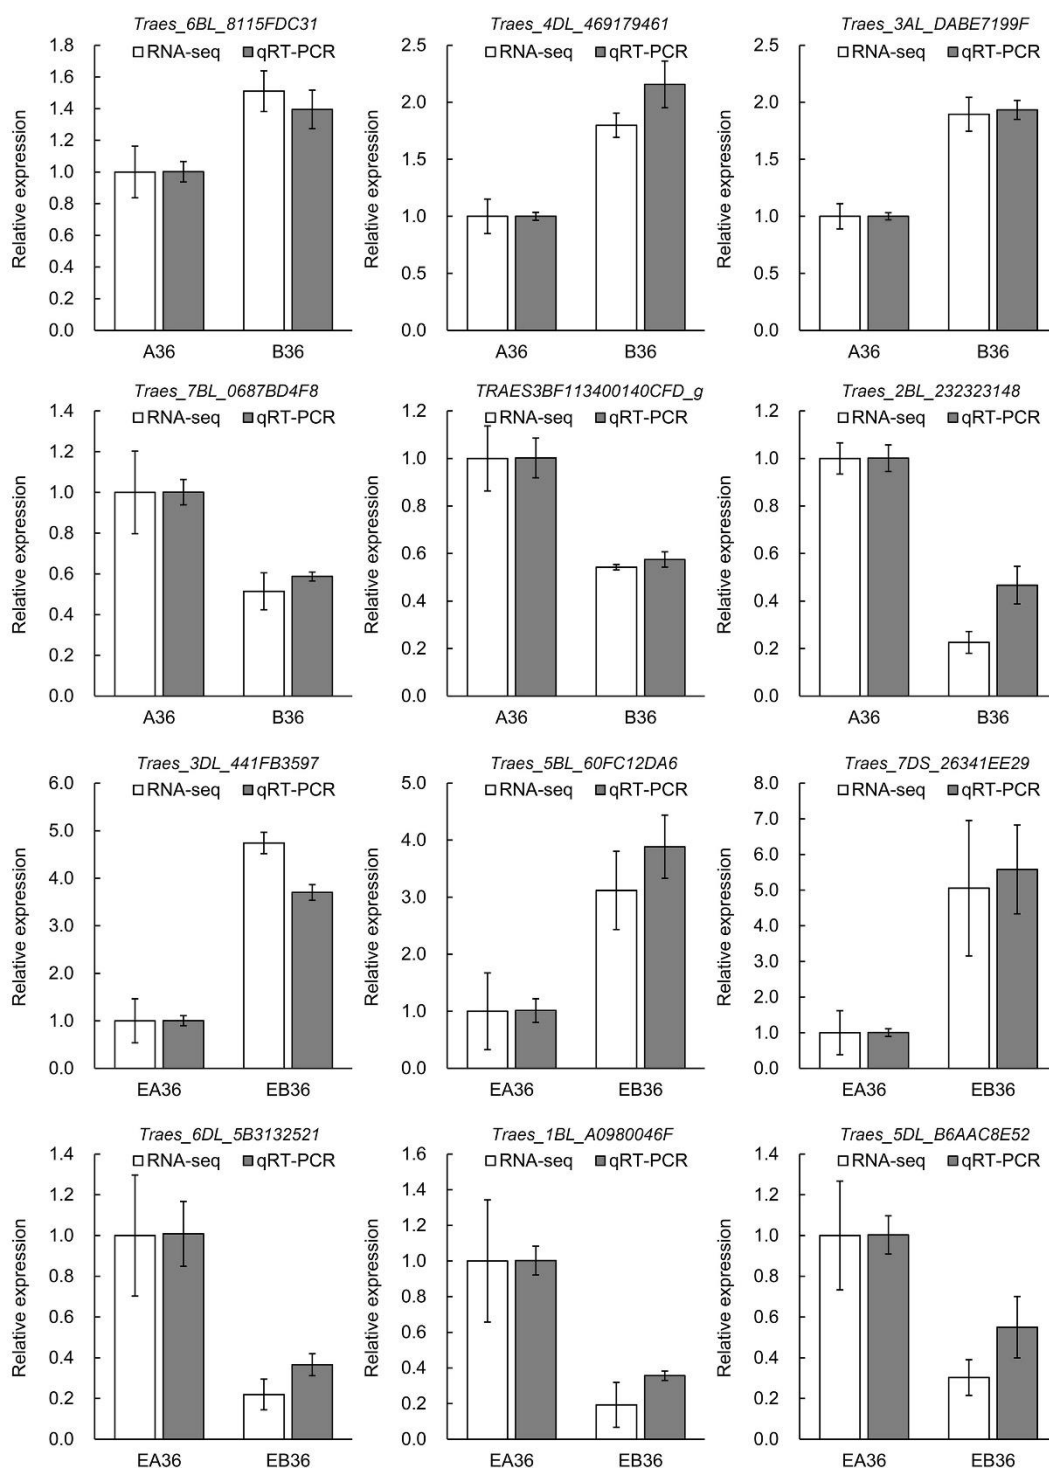 Traes_6BL_8115FDC31
RNA-seq qRT-PCR
1.8
1.6
1.4
1.2
1.0
0.8
0.6
0.4
0.2
0.0
Relative expression
A36 B36
Traes_4DL_469179461
RNA-seq qRT-PCR
2.5
2.0
1.5
1.0
0.5
0.0
Relative expression
A36 B36
Traes_3AL_DABE7199F
RNA-seq qRT-PCR
2.5
2.0
1.5
1.0
0.5
0.0
Relative expression
A36 B36
Traes_7BL_0687BD4F8
RNA-seq qRT-PCR
1.4
1.2
1.0
0.8
0.6
0.4
0.2
0.0
Relative expression
A36 B36
TRAES3BF113400140CFD_g
RNA-seq qRT-PCR
1.2
1.0
0.8
0.6
0.4
0.2
0.0
Relative expression
A36 B36
Traes_2BL_232323148
RNA-seq qRT-PCR
1.2
1.0
0.8
0.6
0.4
0.2
0.0
Relative expression
A36 B36
Traes_3DL_441FB3597
RNA-seq qRT-PCR
6.0
5.0
4.0
3.0
2.0
1.0
0.0
Relative expression
EA36 EB36
Traes_5BL_60FC12DA6
RNA-seq qRT-PCR
5.0
4.0
3.0
2.0
1.0
0.0
Relative expression
EA36 EB36
Traes_7DS_26341EE29
RNA-seq qRT-PCR
8.0
7.0
6.0
5.0
4.0
3.0
2.0
1.0
0.0
Relative expression
EA36 EB36
Traes_6DL_5B3132521
RNA-seq qRT-PCR
1.4
1.2
1.0
0.8
0.6
0.4
0.2
0.0
Relative expression
EA36 EB36
Traes_1BL_A0980046F
RNA-seq qRT-PCR
1.6
1.4
1.2
1.0
0.8
0.6
0.4
0.2
0.0
Relative expression
EA36 EB36
Traes_5DL_B6AAC8E52
RNA-seq qRT-PCR
1.4
1.2
1.0
0.8
0.6
0.4
0.2
0.0
Relative expression
EA36 EB36